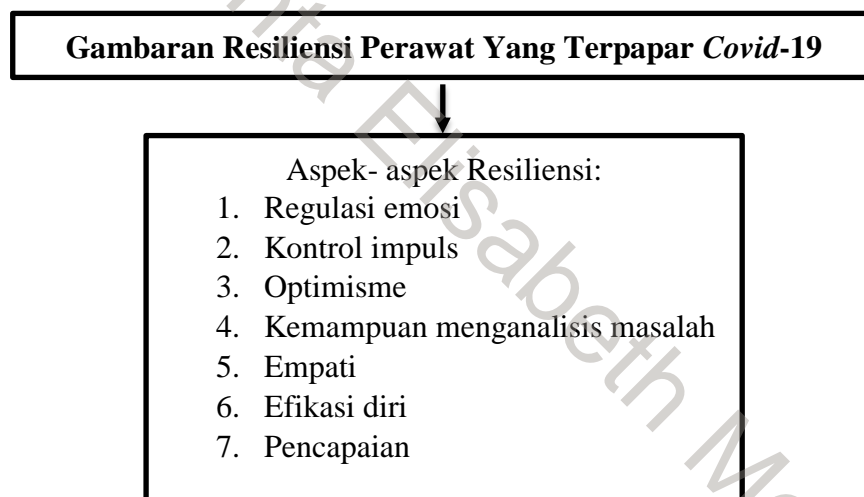 Gambaran Resiliensi Perawat Yang Terpapar Covid-19
Aspek- aspek Resiliensi:
1. Regulasi emosi
2. Kontrol impuls
3. Optimisme
4. Kemampuan menganalisis masalah
5. Empati
6. Efikasi diri
7. Pencapaian
Elisabeth